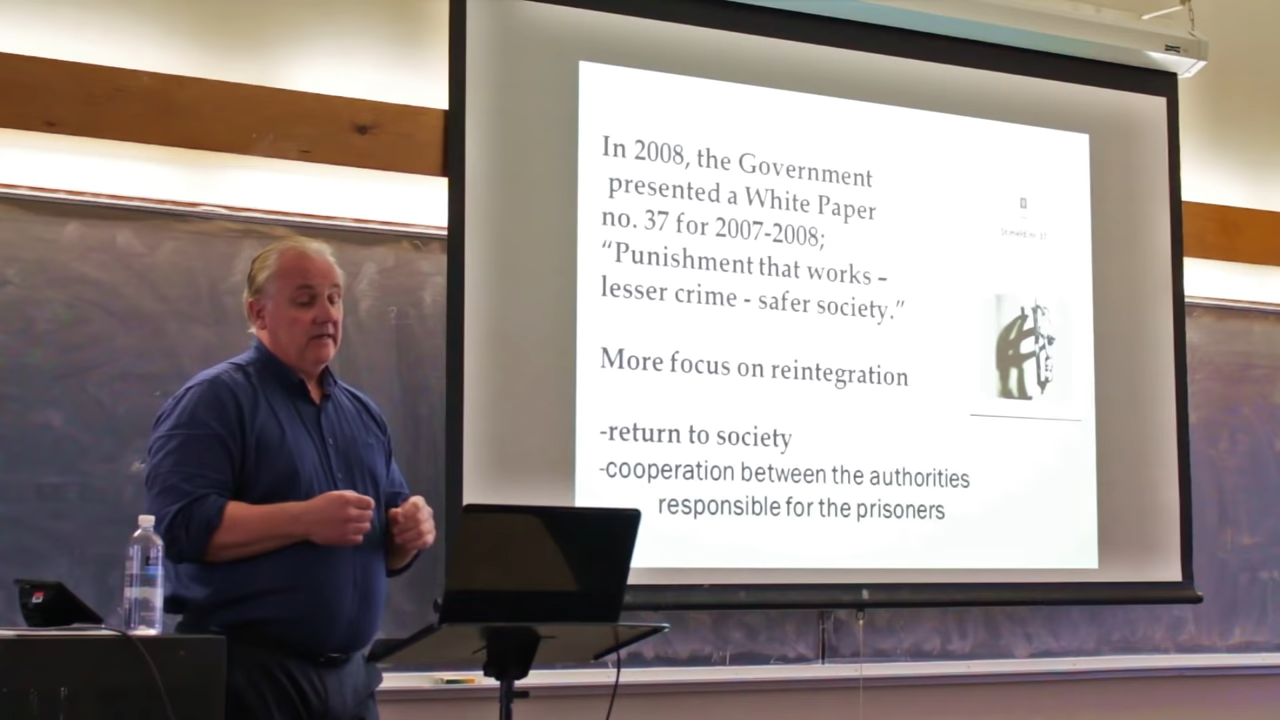 In 2008, the Government
presented a White Paper
no. 37 for 2007-2008;
“Punishment that works –
lesser crime - safer society.”
More focus on reintegration
-return to society
-cooperation between the authorities
responsible for the prisoners